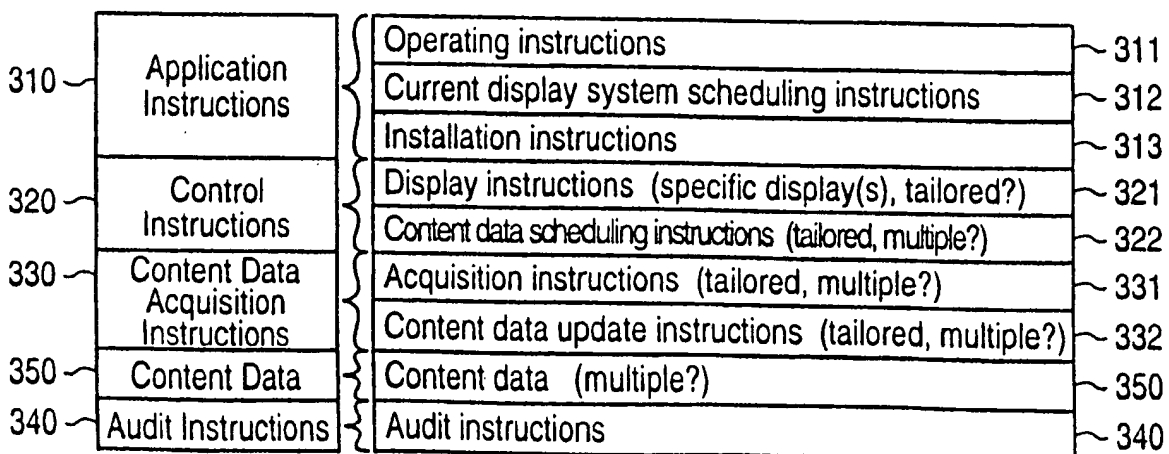 310
Application
Instructions
Operating instructions
311
Current display system scheduling instructions
312
Installation instructions
313
320
Control
Instructions
Display instructions (specific display(s), tailored?)
321
Content data scheduling instructions (tailored, multiple?)
322
330
Content Data
Acquisition
Instructions
Acquisition instructions (tailored, multiple?)
331
Content data update instructions (tailored, multiple?)
332
350
Content Data
Content data (multiple?)
350
340
Audit Instructions
Audit instructions
340